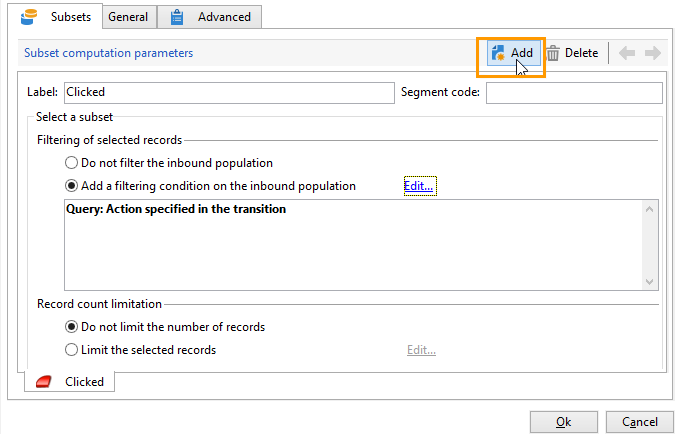 Subsets General Advanced
Subset computation parameters Add Delete
Label: Clicked Segment code:
Select a subset
Filtering of selected records
Do not filter the inbound population
Add a filtering condition on the inbound population Edit...
Query: Action specified in the transition
Record count limitation
Do not limit the number of records
Limit the selected records Edit...
Clicked
Ok Cancel